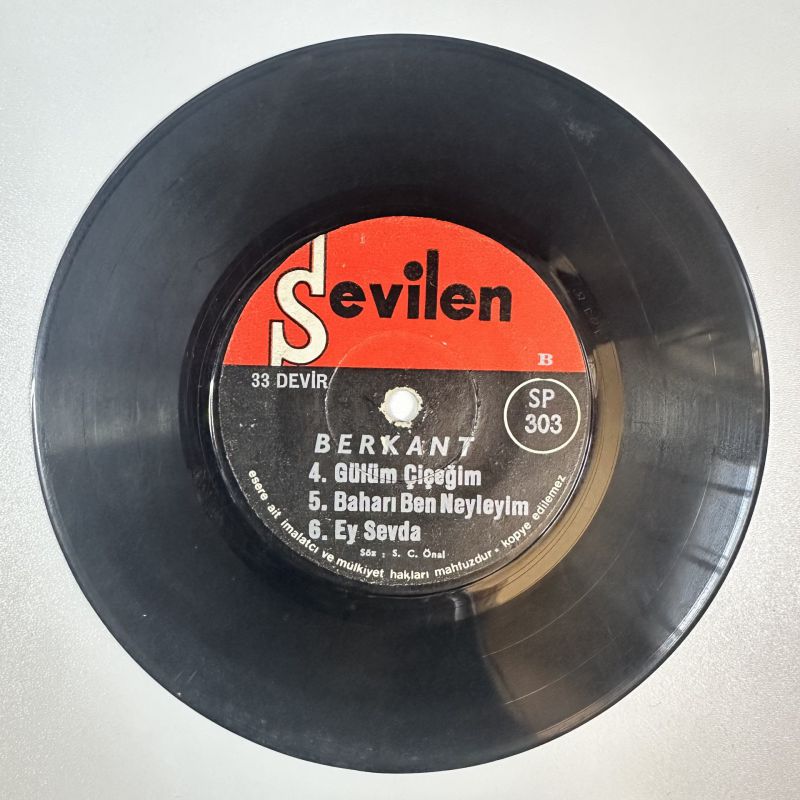 Sevilen
B
33 DEVİR
SP
303
BERKANT
4. Gülüm Çiçeğim
5. Baharı Ben Neyleyim
6. Ey Sevda
Söz : S. C. Önal
esere ait imalatcı ve mülkiyet hakları mahfuzdur • kopye edilemez